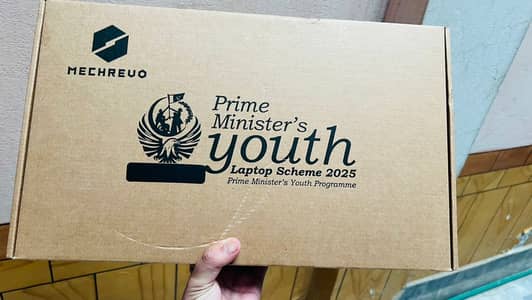 MECHREVO
Prime
Minister's
youth
Laptop Scheme 2025
Prime Minister's Youth Programme